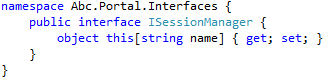 namespace Abc.Portal.Interfaces {
    public interface ISessionManager {
        object this[string name] { get; set; }
    }
}